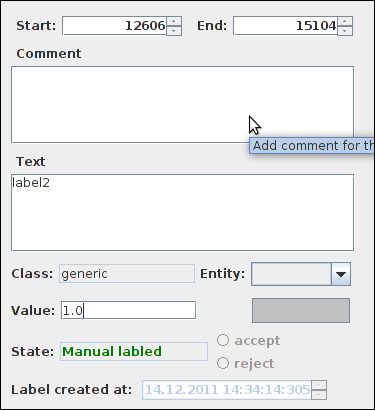 Start: 12606 End: 15104
Comment
Add comment for th
Text
label2
Class: generic Entity:
Value: 1.0
State: Manual labled
accept
reject
Label created at: 14.12.2011 14:34:14:305